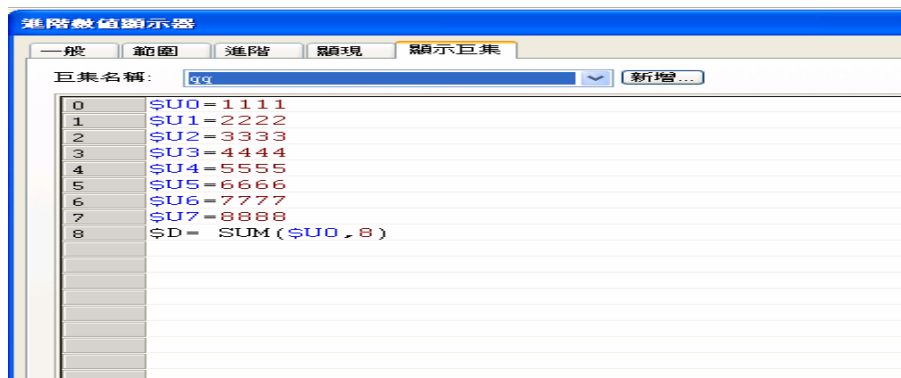 進階數值顯示器
一般 範圍 進階 顯現 顯示巨集
巨集名稱: qq 新增...
0 $U0=1111
1 $U1=2222
2 $U2=3333
3 $U3=4444
4 $U4=5555
5 $U5=6666
6 $U6=7777
7 $U7=8888
8 $D= SUM($U0,8)